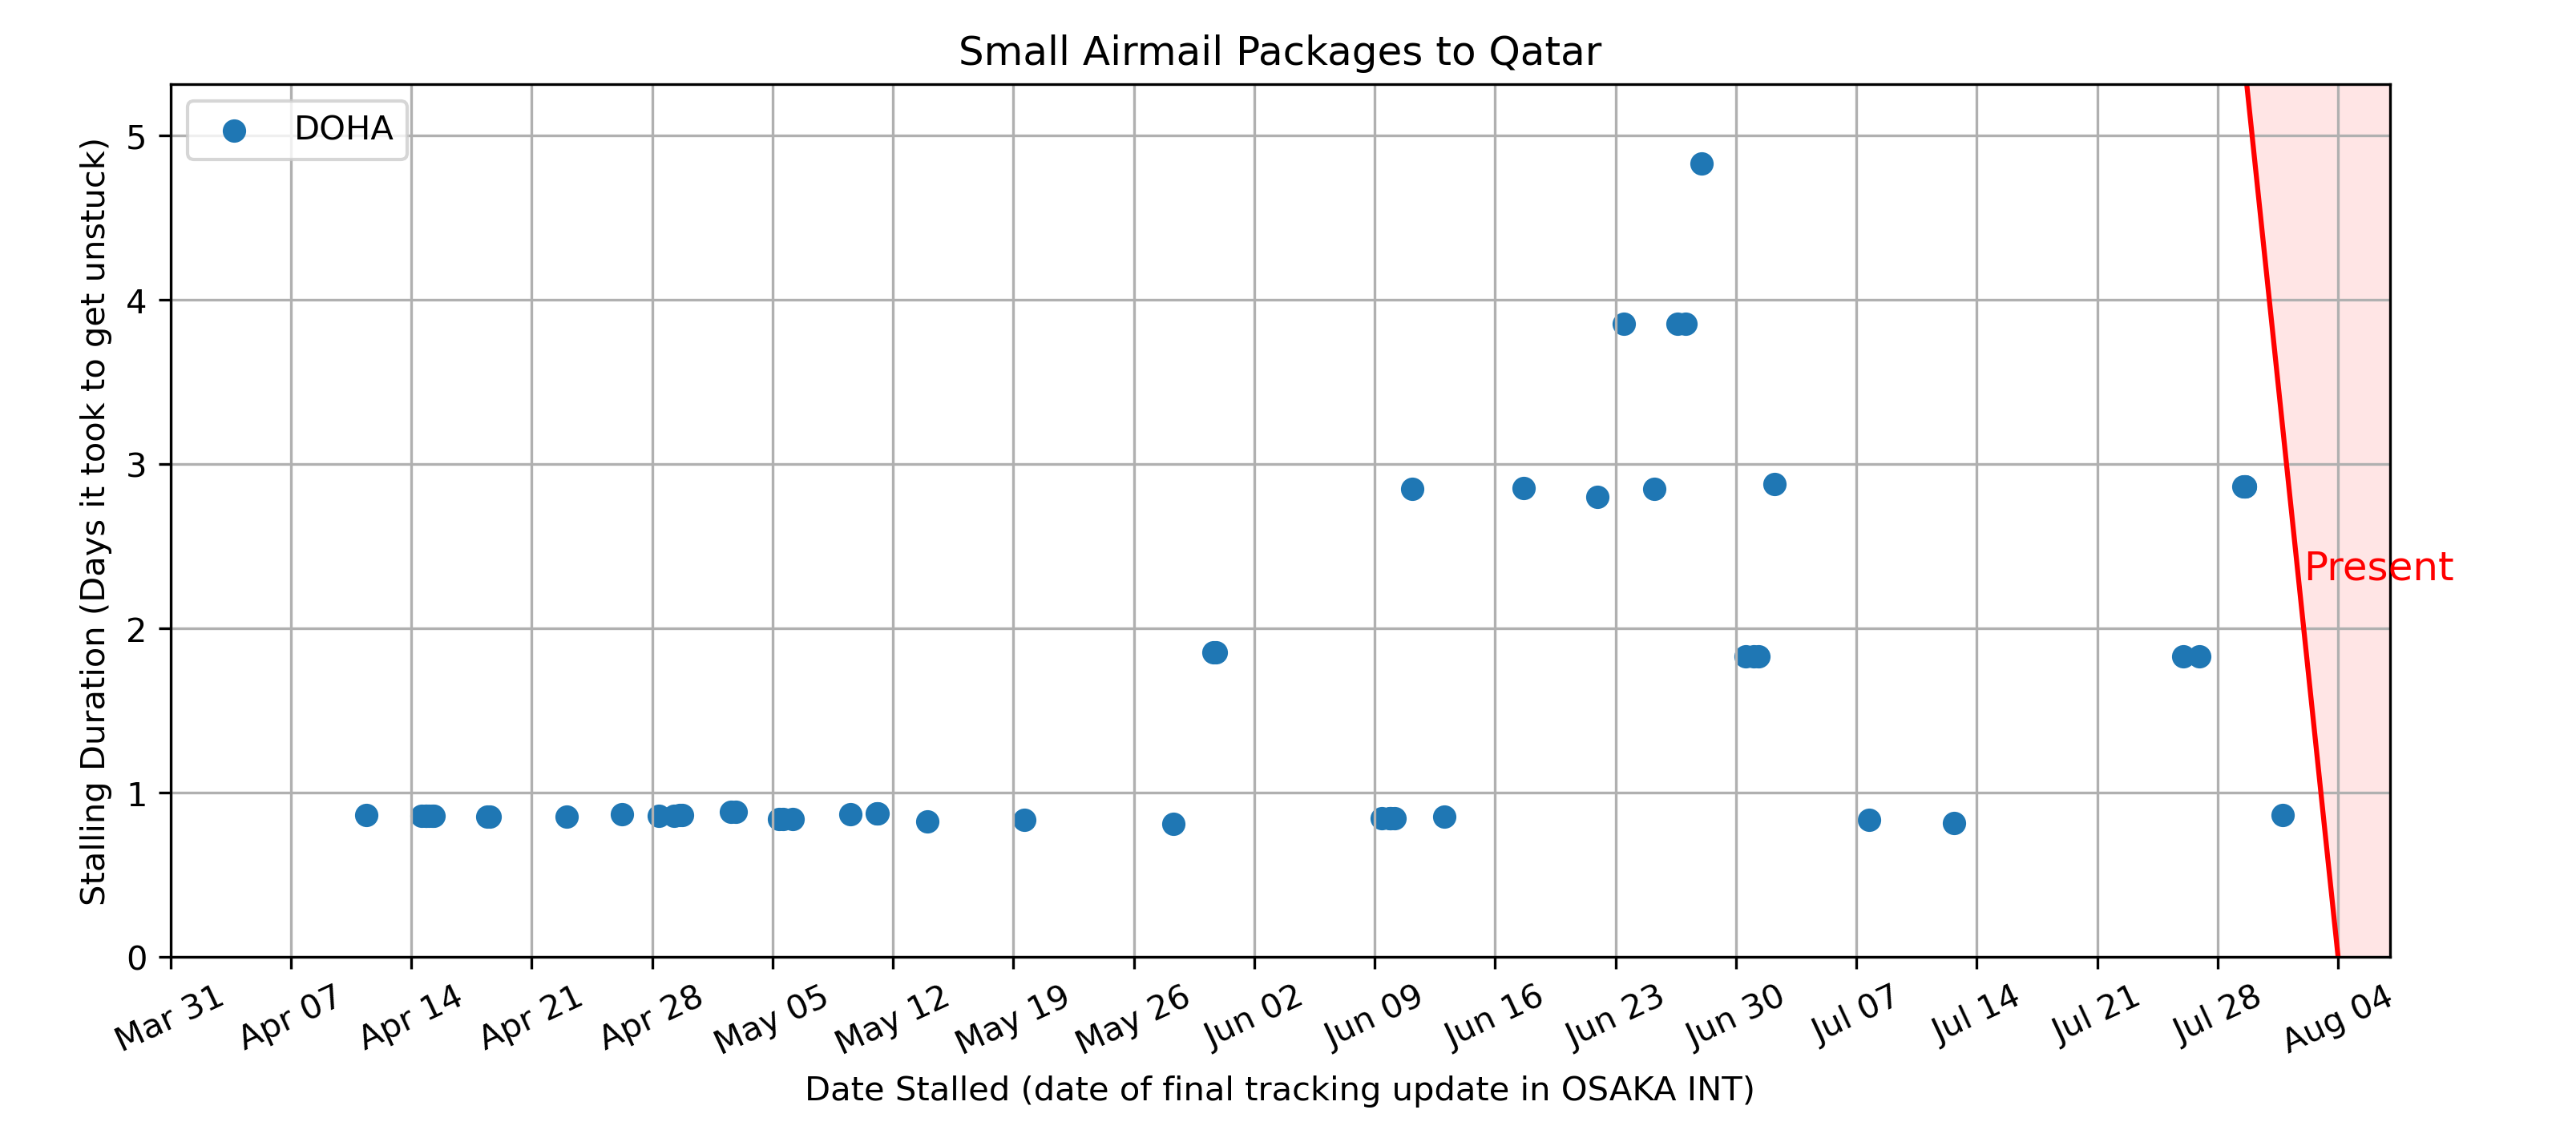 Small Airmail Packages to Qatar
DOHA
Stalling Duration (Days it took to get unstuck)
5
4
3
2
1
0
Present
Mar 31
Apr 07
Apr 14
Apr 21
Apr 28
May 05
May 12
May 19
May 26
Jun 02
Jun 09
Jun 16
Jun 23
Jun 30
Jul 07
Jul 14
Jul 21
Jul 28
Aug 04
Date Stalled (date of final tracking update in OSAKA INT)